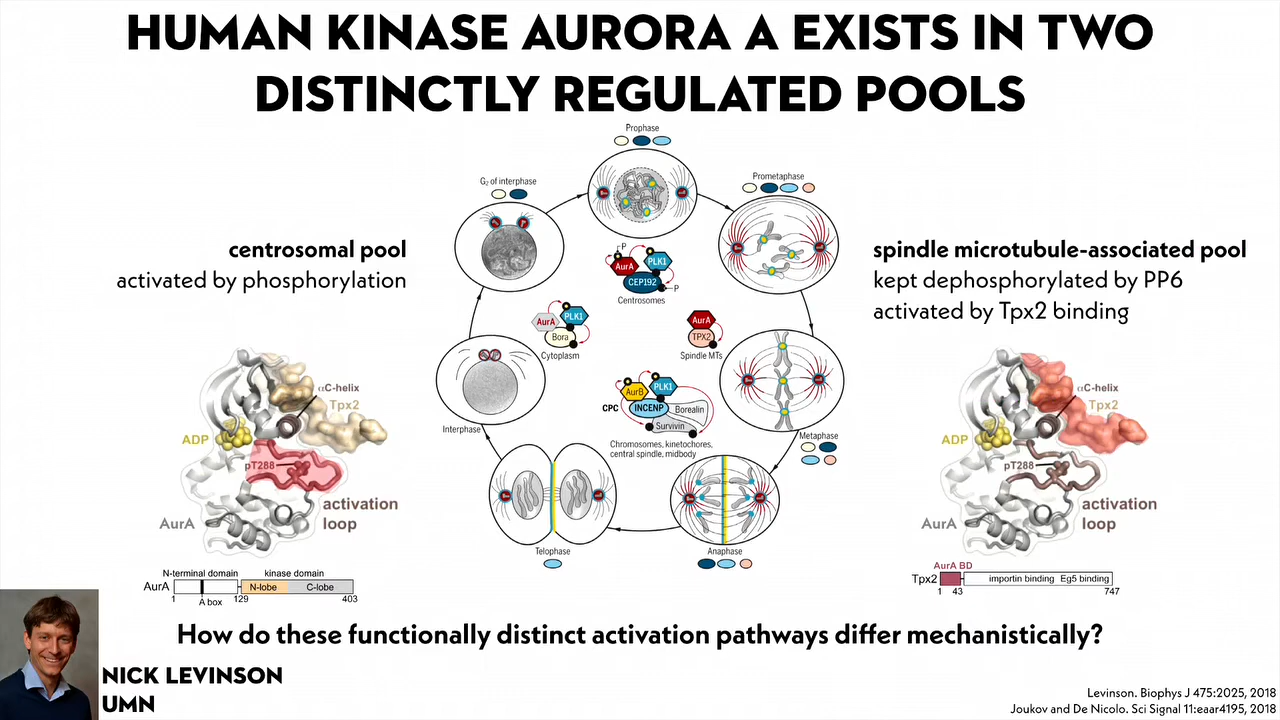 HUMAN KINASE AURORA A EXISTS IN TWO
DISTINCTLY REGULATED POOLS
centrosomal pool
activated by phosphorylation
spindle microtubule-associated pool
kept dephosphorylated by PP6
activated by Tpx2 binding
Prophase
G₂ of interphase
Prometaphase
P
AurA
PLK1
CEP192
P
Centrosomes
AurA
PLK1
Bora
Cytoplasm
AurA
TPX2
Spindle MTs
AurB
PLK1
CPC
INCENP
Borealin
Survivin
Chromosomes, kinetochores,
central spindle, midbody
Interphase
Metaphase
Telophase
Anaphase
αC-helix
Tpx2
ADP
pT288
activation
loop
AurA
αC-helix
Tpx2
ADP
pT288
activation
loop
AurA
N-terminal domain
kinase domain
AurA
N-lobe
C-lobe
1
A box
129
403
AurA BD
Tpx2
importin binding
Eg5 binding
1
43
747
How do these functionally distinct activation pathways differ mechanistically?
NICK LEVINSON
UMN
Levinson. Biophys J 475:2025, 2018
Joukov and De Nicolo. Sci Signal 11:eaar4195, 2018